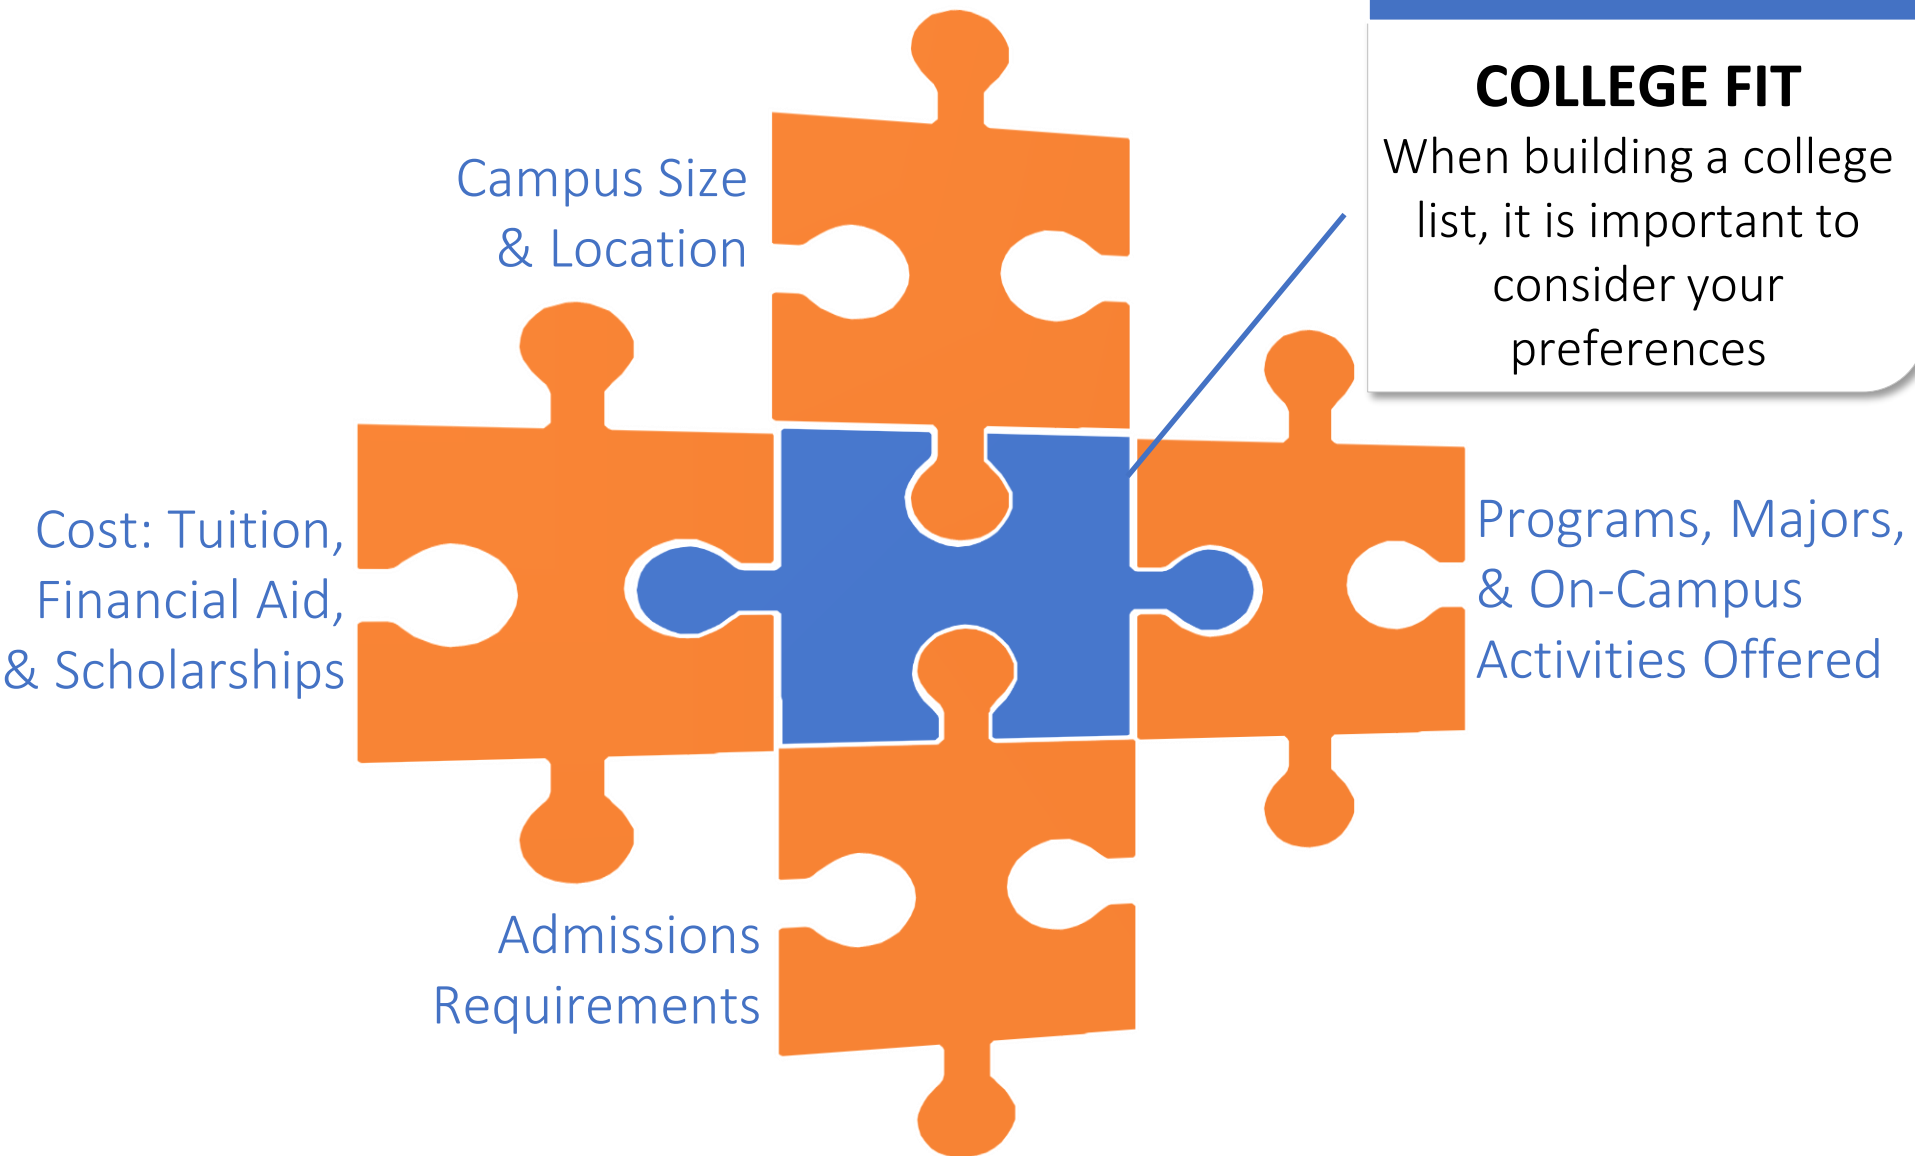 COLLEGE FIT
When building a college
list, it is important to
consider your
preferences
Campus Size
& Location
Cost: Tuition,
Financial Aid,
& Scholarships
Programs, Majors,
& On-Campus
Activities Offered
Admissions
Requirements